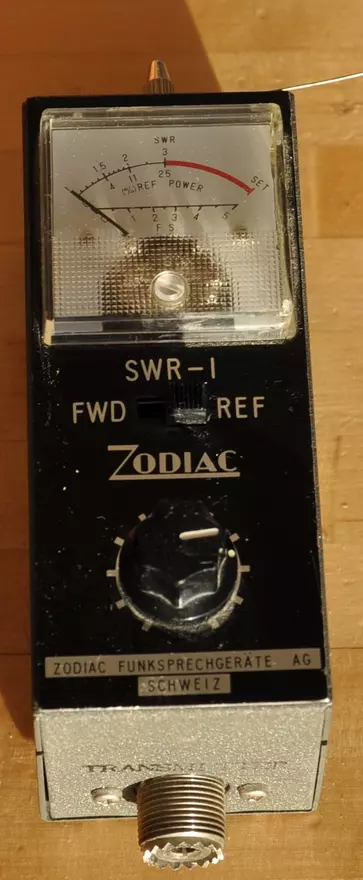 SWR
1.5 2 3
4 11 25 SET
(%) REF POWER
1 2 3 4 5
F S
SWR-1
FWD REF
ZODIAC
ZODIAC FUNKSPRECHGERÄTE AG
SCHWEIZ
TRANSMITTER